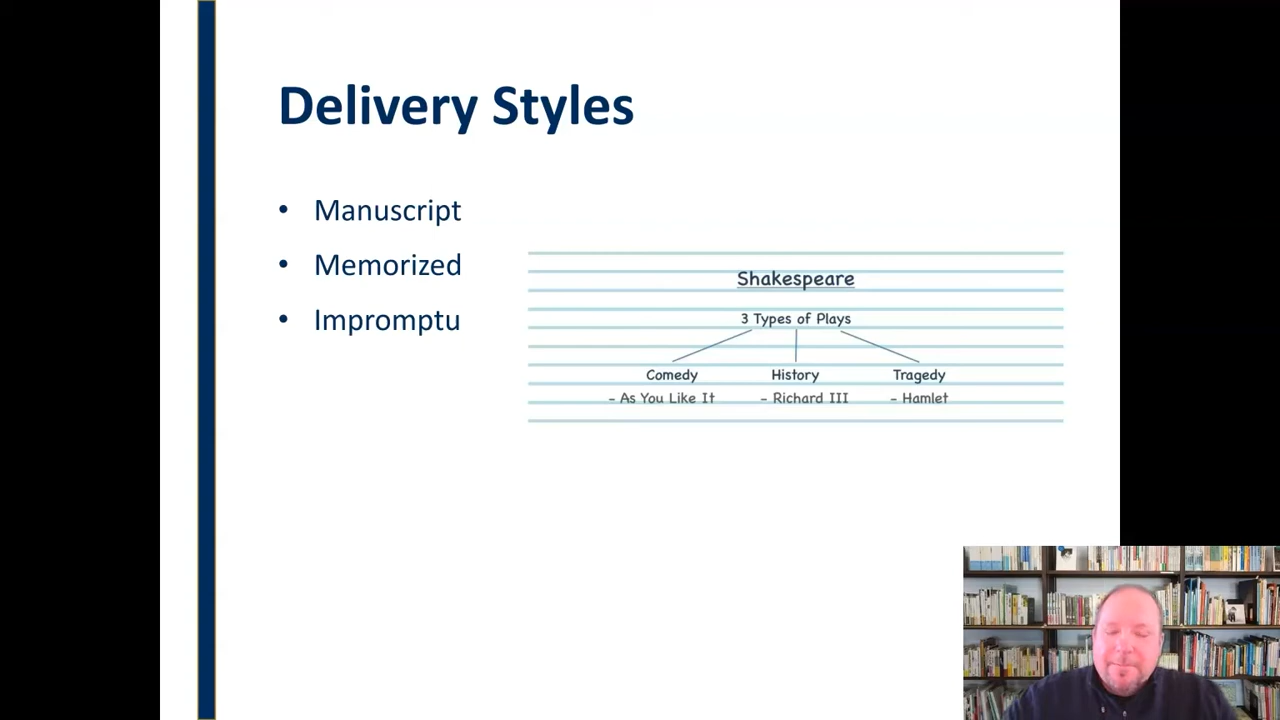 Delivery Styles
• Manuscript
• Memorized
• Impromptu
Shakespeare
3 Types of Plays
Comedy History Tragedy
- As You Like It - Richard III - Hamlet